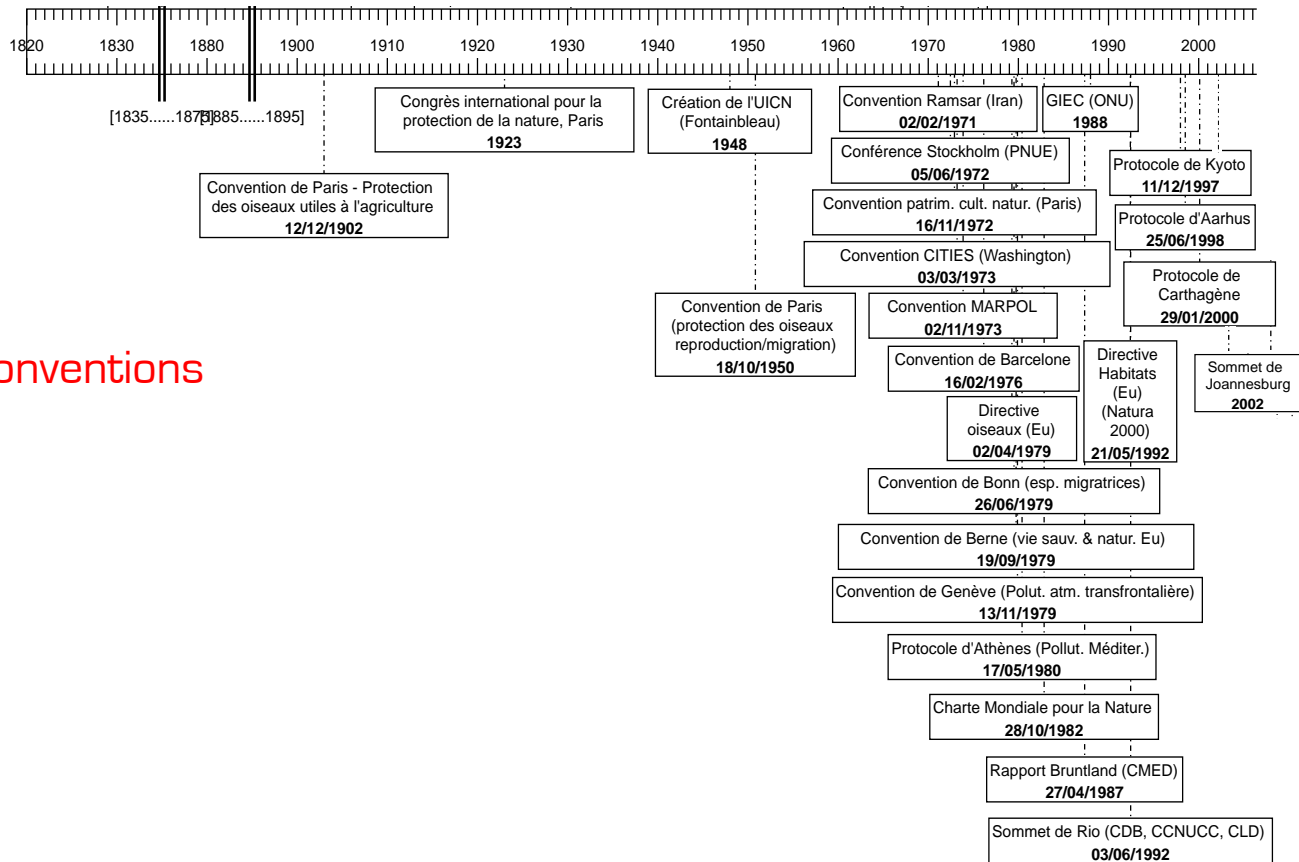 1820 1830 1880 1900 1910 1920 1930 1940 1950 1960 1970 1980 1990 2000
[1835......1875]
[1885......1895]
Convention de Paris - Protection
des oiseaux utiles à l'agriculture
12/12/1902
Congrès international pour la
protection de la nature, Paris
1923
Création de l'UICN
(Fontainbleau)
1948
Convention de Paris
(protection des oiseaux
reproduction/migration)
18/10/1950
Convention Ramsar (Iran)
02/02/1971
Conférence Stockholm (PNUE)
05/06/1972
Convention patrim. cult. natur. (Paris)
16/11/1972
Convention CITIES (Washington)
03/03/1973
Convention MARPOL
02/11/1973
Convention de Barcelone
16/02/1976
Directive
oiseaux (Eu)
02/04/1979
Convention de Bonn (esp. migratrices)
26/06/1979
Convention de Berne (vie sauv. & natur. Eu)
19/09/1979
Convention de Genève (Polut. atm. transfrontalière)
13/11/1979
Protocole d'Athènes (Pollut. Méditer.)
17/05/1980
Charte Mondiale pour la Nature
28/10/1982
Rapport Bruntland (CMED)
27/04/1987
Sommet de Rio (CDB, CCNUCC, CLD)
03/06/1992
GIEC (ONU)
1988
Directive
Habitats
(Eu)
(Natura
2000)
21/05/1992
Protocole de Kyoto
11/12/1997
Protocole d'Aarhus
25/06/1998
Protocole de
Carthagène
29/01/2000
Sommet de
Joannesburg
2002
onventions